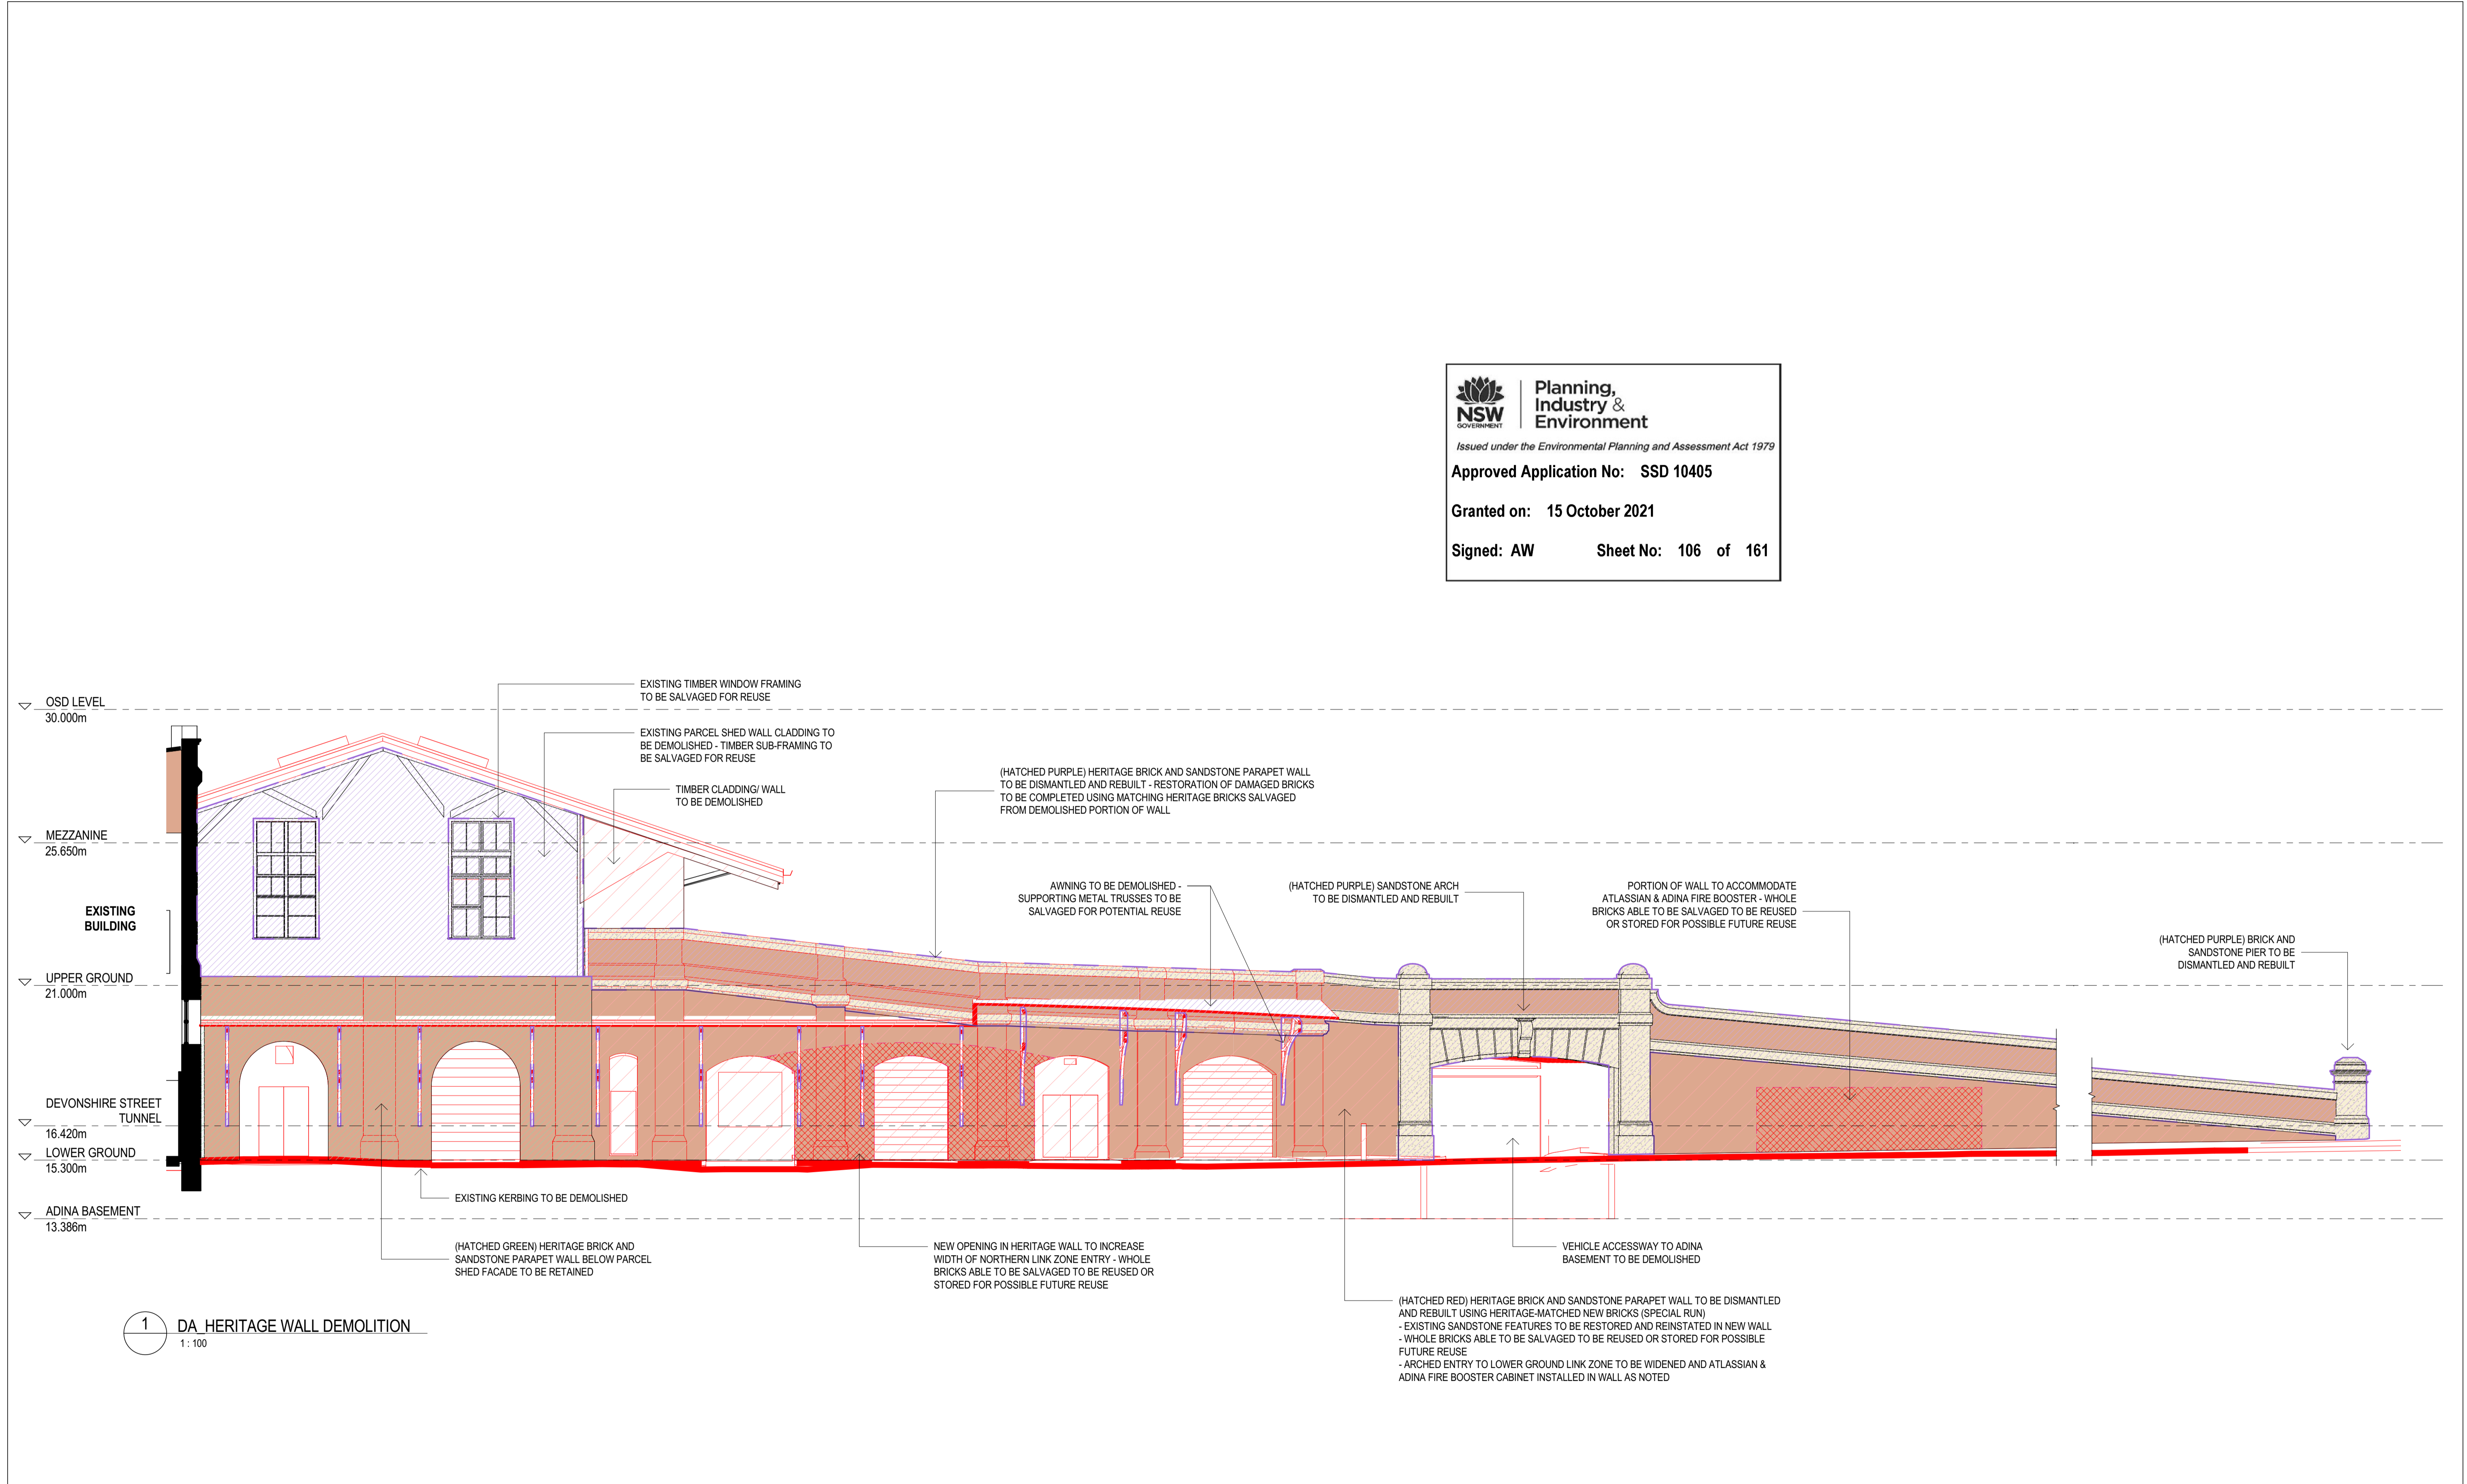 NSW
GOVERNMENT
Planning,
Industry &
Environment
Issued under the Environmental Planning and Assessment Act 1979
Approved Application No: SSD 10405
Granted on: 15 October 2021
Signed: AW Sheet No: 106 of 161
EXISTING TIMBER WINDOW FRAMING
TO BE SALVAGED FOR REUSE
OSD LEVEL
30.000m
EXISTING PARCEL SHED WALL CLADDING TO
BE DEMOLISHED - TIMBER SUB-FRAMING TO
BE SALVAGED FOR REUSE
TIMBER CLADDING/ WALL
TO BE DEMOLISHED
(HATCHED PURPLE) HERITAGE BRICK AND SANDSTONE PARAPET WALL
TO BE DISMANTLED AND REBUILT - RESTORATION OF DAMAGED BRICKS
TO BE COMPLETED USING MATCHING HERITAGE BRICKS SALVAGED
FROM DEMOLISHED PORTION OF WALL
MEZZANINE
25.650m
AWNING TO BE DEMOLISHED -
SUPPORTING METAL TRUSSES TO BE
SALVAGED FOR POTENTIAL REUSE
(HATCHED PURPLE) SANDSTONE ARCH
TO BE DISMANTLED AND REBUILT
PORTION OF WALL TO ACCOMMODATE
ATLASSIAN & ADINA FIRE BOOSTER - WHOLE
BRICKS ABLE TO BE SALVAGED TO BE REUSED
OR STORED FOR POSSIBLE FUTURE REUSE
(HATCHED PURPLE) BRICK AND
SANDSTONE PIER TO BE
DISMANTLED AND REBUILT
EXISTING
BUILDING
UPPER GROUND
21.000m
DEVONSHIRE STREET
TUNNEL
16.420m
LOWER GROUND
15.300m
EXISTING KERBING TO BE DEMOLISHED
ADINA BASEMENT
13.386m
(HATCHED GREEN) HERITAGE BRICK AND
SANDSTONE PARAPET WALL BELOW PARCEL
SHED FACADE TO BE RETAINED
NEW OPENING IN HERITAGE WALL TO INCREASE
WIDTH OF NORTHERN LINK ZONE ENTRY - WHOLE
BRICKS ABLE TO BE SALVAGED TO BE REUSED OR
STORED FOR POSSIBLE FUTURE REUSE
VEHICLE ACCESSWAY TO ADINA
BASEMENT TO BE DEMOLISHED
(HATCHED RED) HERITAGE BRICK AND SANDSTONE PARAPET WALL TO BE DISMANTLED
AND REBUILT USING HERITAGE-MATCHED NEW BRICKS (SPECIAL RUN)
- EXISTING SANDSTONE FEATURES TO BE RESTORED AND REINSTATED IN NEW WALL
- WHOLE BRICKS ABLE TO BE SALVAGED TO BE REUSED OR STORED FOR POSSIBLE
FUTURE REUSE
- ARCHED ENTRY TO LOWER GROUND LINK ZONE TO BE WIDENED AND ATLASSIAN &
ADINA FIRE BOOSTER CABINET INSTALLED IN WALL AS NOTED
1 DA_HERITAGE WALL DEMOLITION
1 : 100